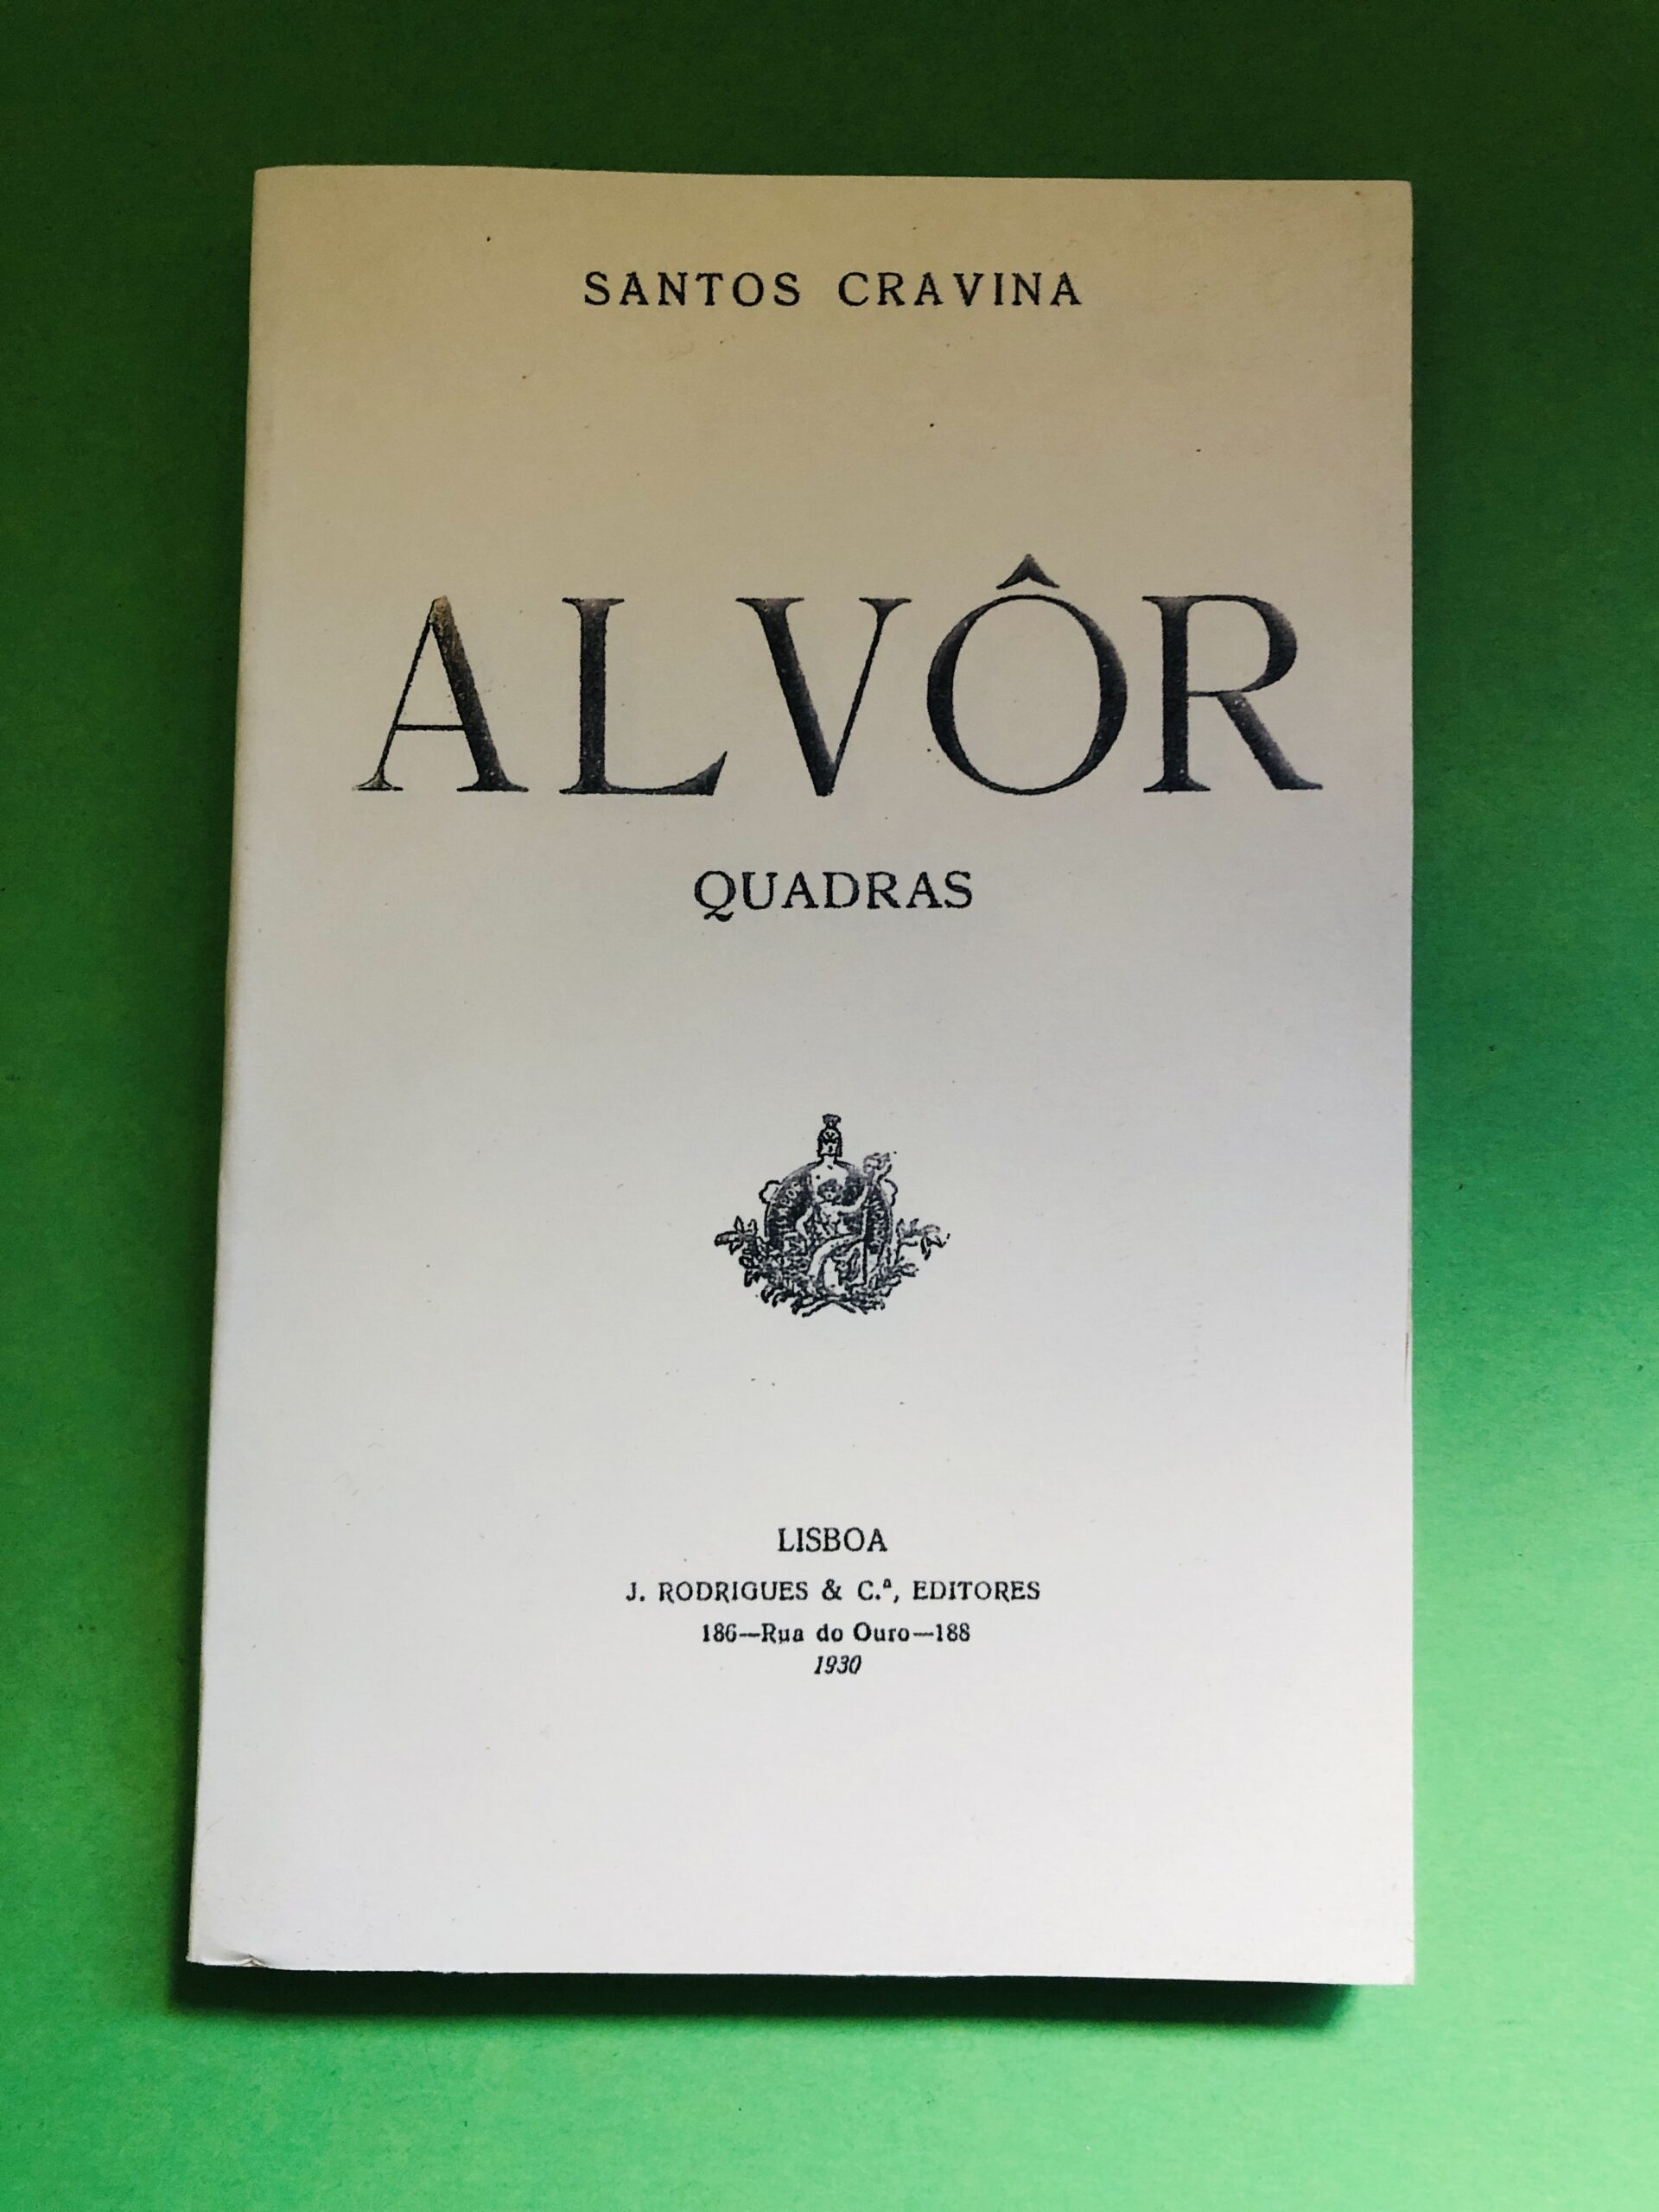 SANTOS CRAVINA
ALVÔR
QUADRAS
LISBOA
J. RODRIGUES & C.ª, EDITORES
186—Rua do Ouro—188
1930